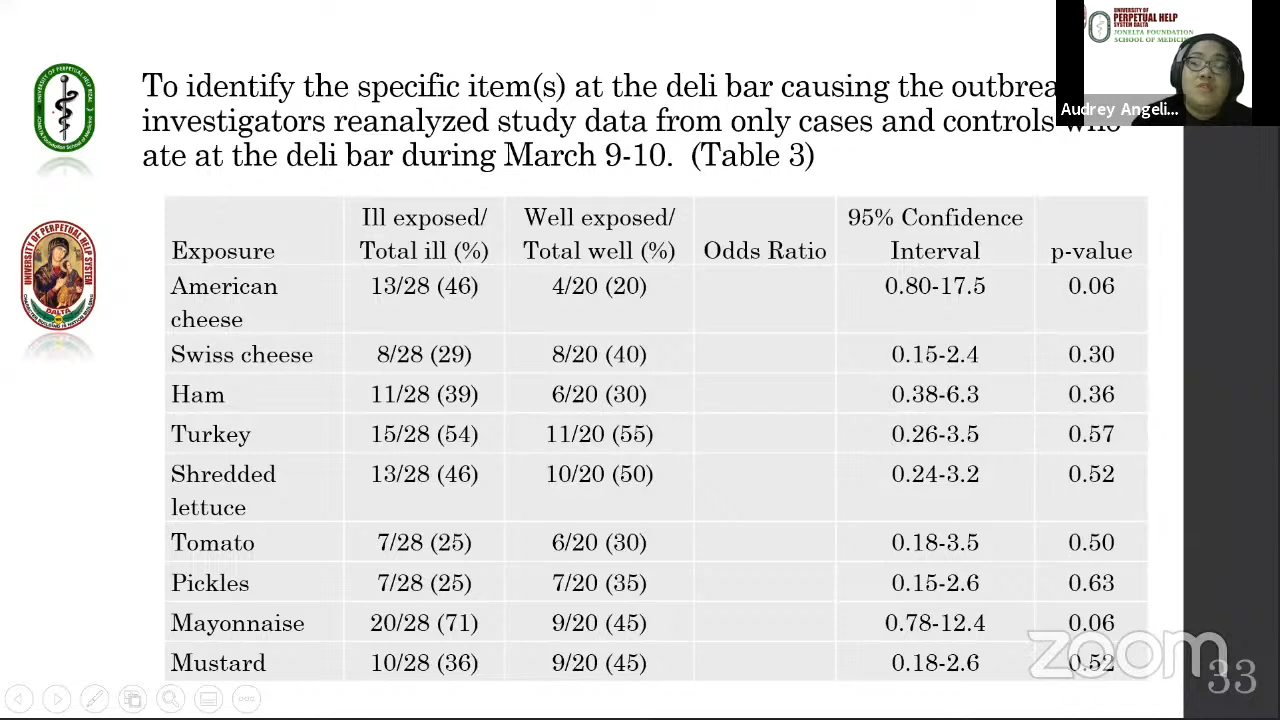 UNIVERSITY OF
PERPETUAL HELP
SYSTEM DALTA
JONELTA FOUNDATION
SCHOOL OF MEDICIN
Audrey Angeli...
To identify the specific item(s) at the deli bar causing the outbrea
investigators reanalyzed study data from only cases and controls who
ate at the deli bar during March 9-10. (Table 3)
Exposure Ill exposed/ Total ill (%) Well exposed/ Total well (%) Odds Ratio 95% Confidence Interval p-value
American cheese 13/28 (46) 4/20 (20) 0.80-17.5 0.06
Swiss cheese 8/28 (29) 8/20 (40) 0.15-2.4 0.30
Ham 11/28 (39) 6/20 (30) 0.38-6.3 0.36
Turkey 15/28 (54) 11/20 (55) 0.26-3.5 0.57
Shredded lettuce 13/28 (46) 10/20 (50) 0.24-3.2 0.52
Tomato 7/28 (25) 6/20 (30) 0.18-3.5 0.50
Pickles 7/28 (25) 7/20 (35) 0.15-2.6 0.63
Mayonnaise 20/28 (71) 9/20 (45) 0.78-12.4 0.06
Mustard 10/28 (36) 9/20 (45) 0.18-2.6 0.52
zoom
33
UNIVERSITY OF PERPETUAL HELP SYSTEM